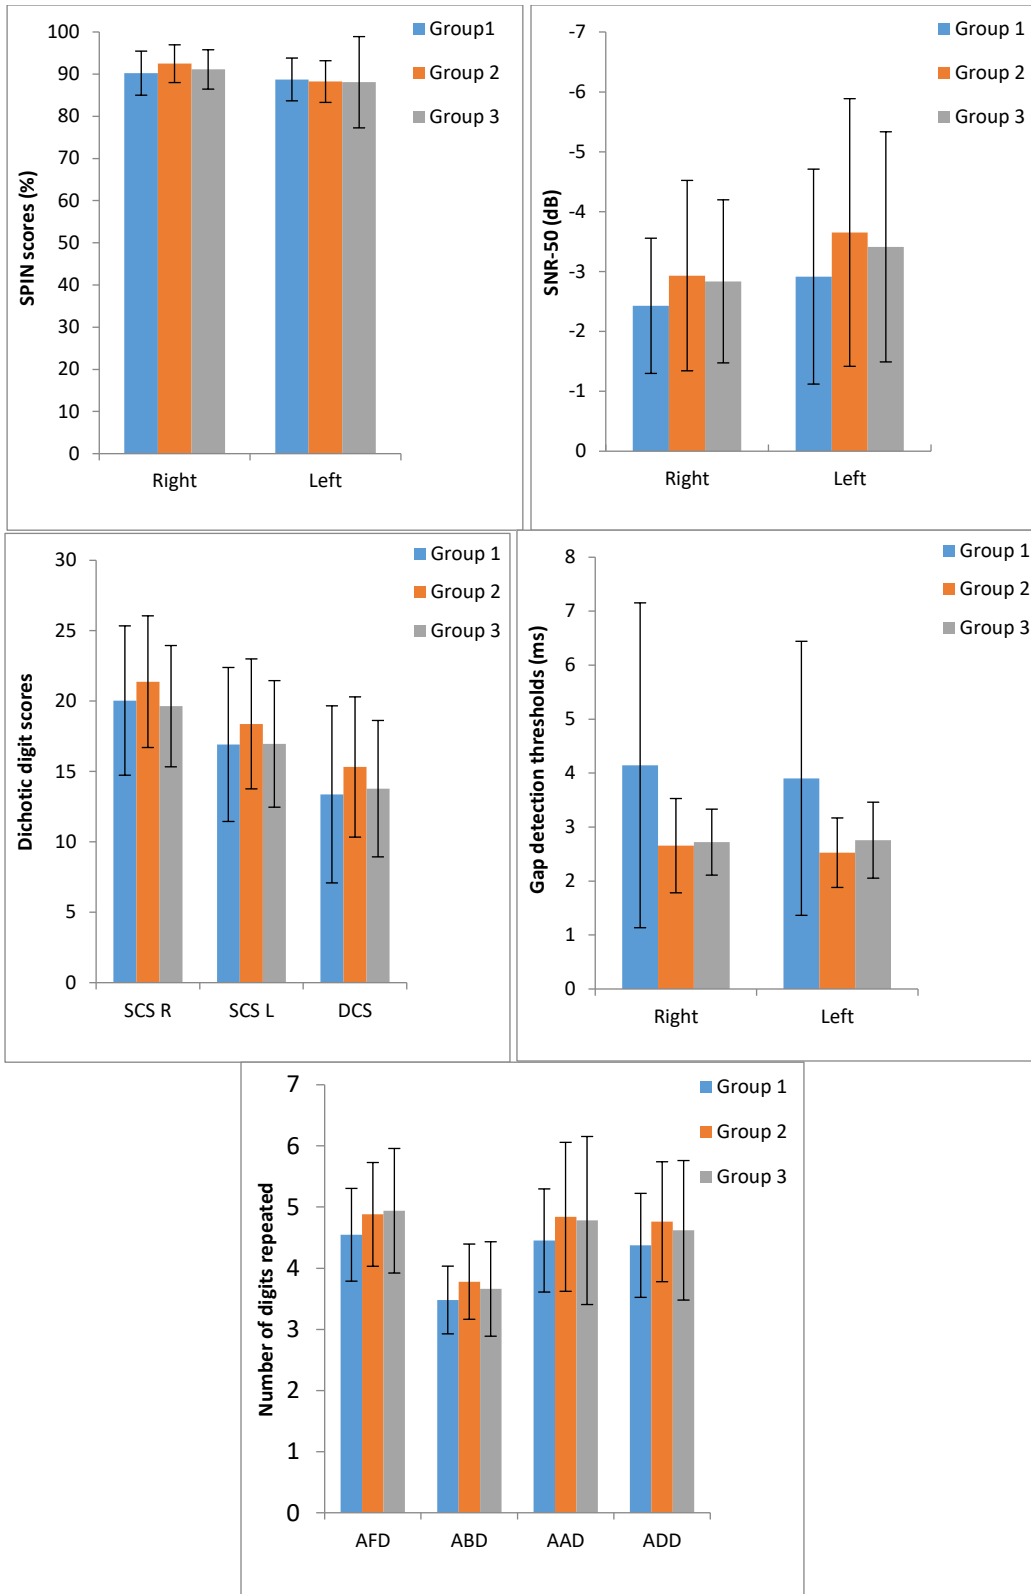 SPIN scores (%)
100
90
80
70
60
50
40
30
20
10
0
Right Left
Group1
Group 2
Group 3
SNR-50 (dB)
-7
-6
-5
-4
-3
-2
-1
0
Right Left
Group 1
Group 2
Group 3
Dichotic digit scores
30
25
20
15
10
5
0
SCS R SCS L DCS
Group 1
Group 2
Group 3
Gap detection thresholds (ms)
8
7
6
5
4
3
2
1
0
Right Left
Group 1
Group 2
Group 3
Number of digits repeated
7
6
5
4
3
2
1
0
AFD ABD AAD ADD
Group 1
Group 2
Group 3